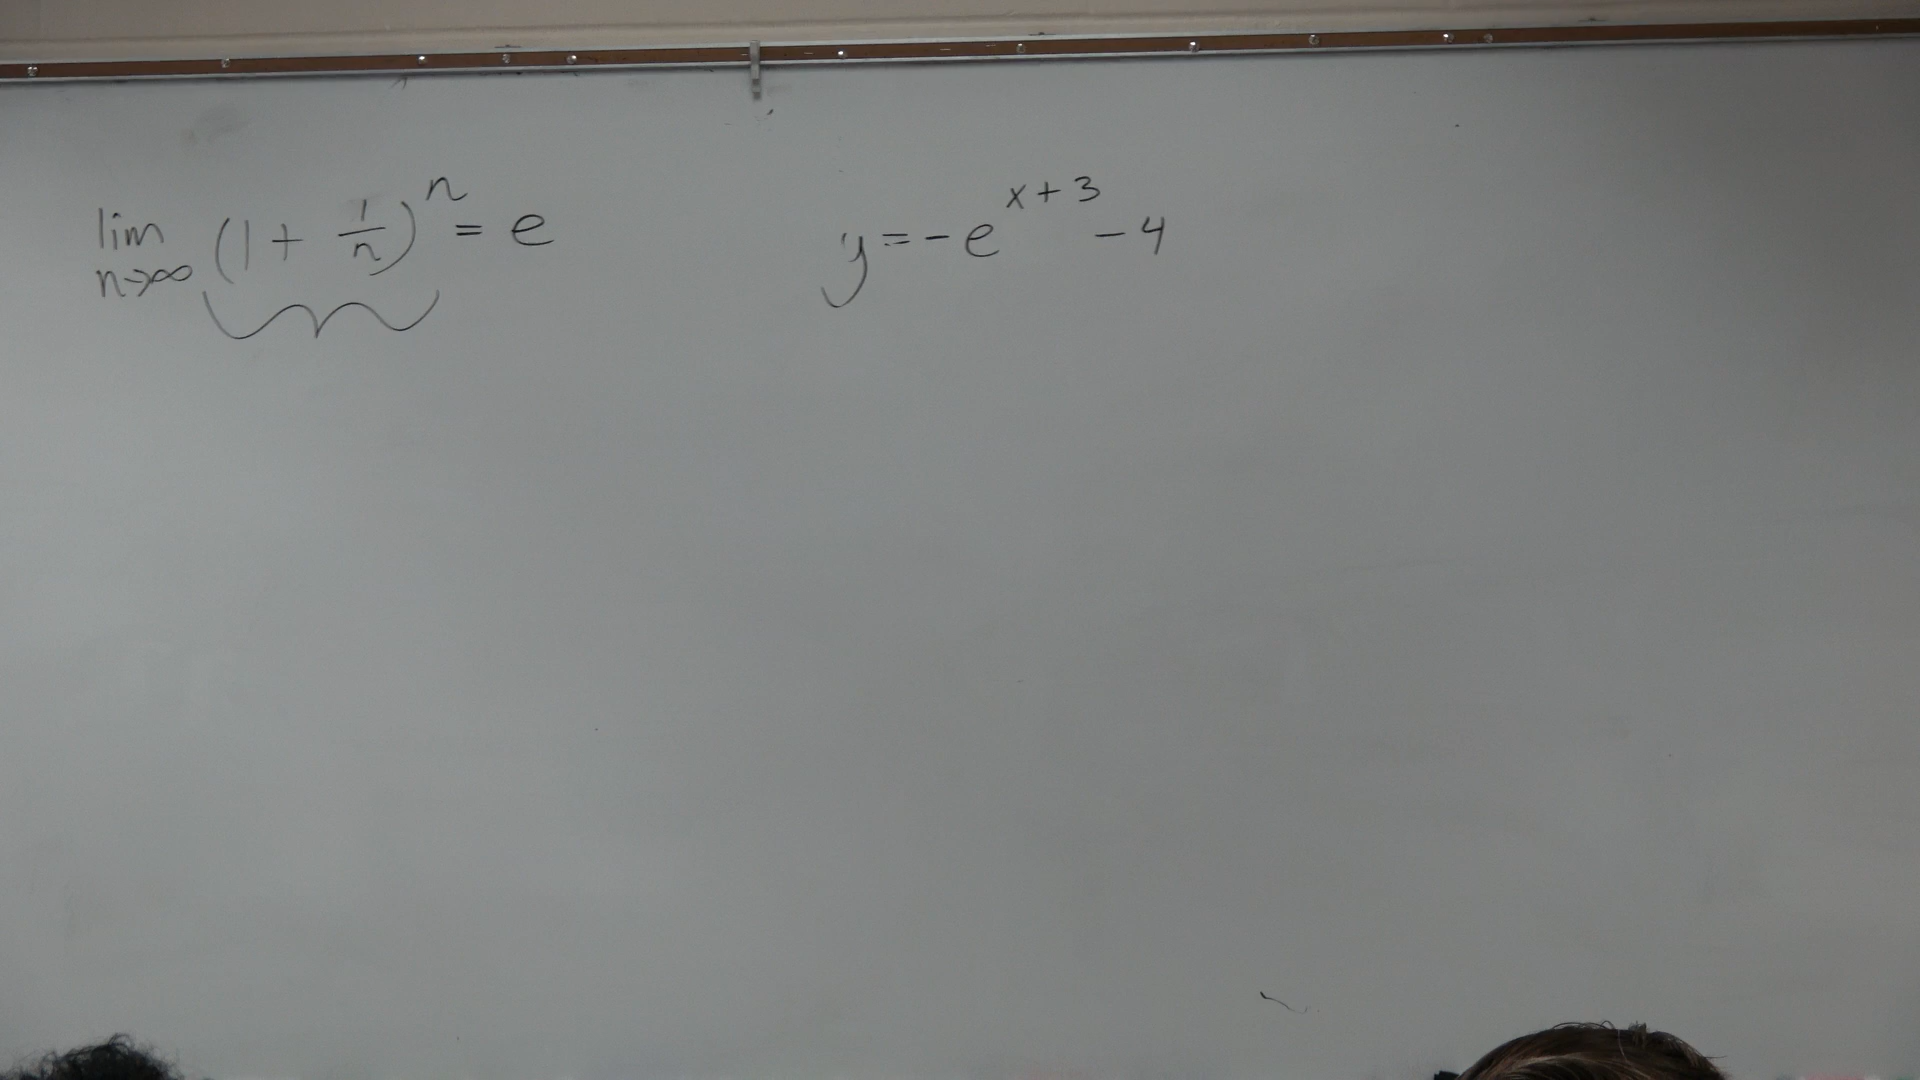 lim n→∞ (1 + 1/n)^n = e
y = -e^(x+3) - 4